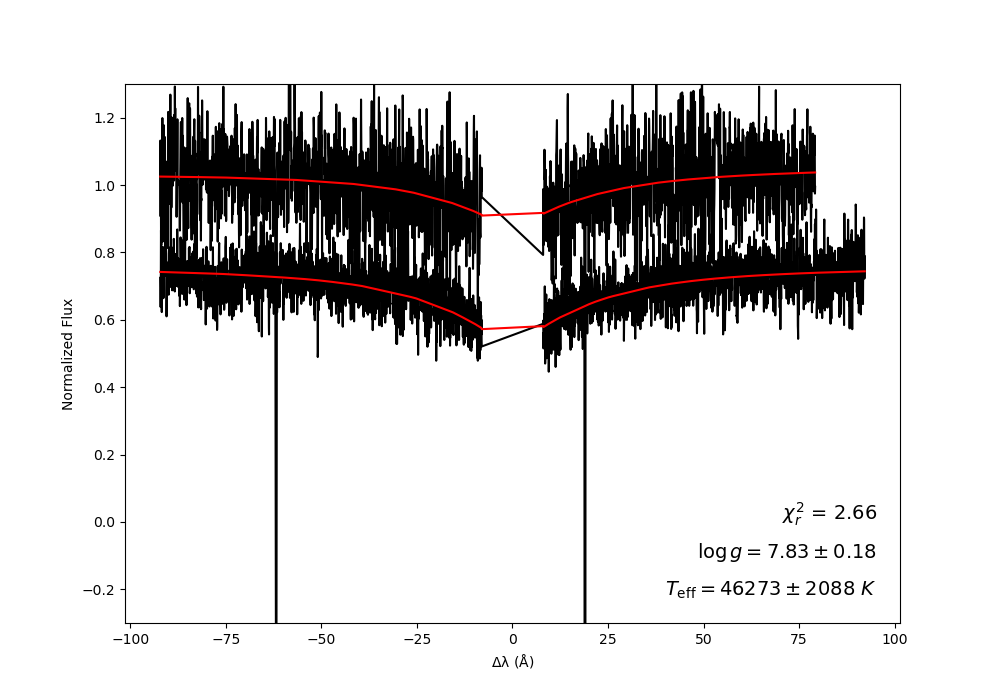 1.2
1.0
0.8
0.6
0.4
0.2
0.0
−0.2
Normalized Flux
χ²ᵣ = 2.66
log g = 7.83 ± 0.18
T_eff = 46273 ± 2088 K
−100 −75 −50 −25 0 25 50 75 100
Δλ (Å)